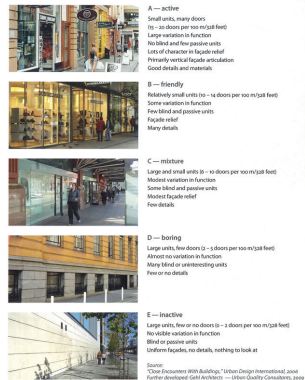 A — active
Small units, many doors
(15 – 20 doors per 100 m/328 feet)
Large variation in function
No blind and few passive units
Lots of character in façade relief
Primarily vertical façade articulation
Good details and materials
B — friendly
Relatively small units (10 – 14 doors per 100 m/328 feet)
Some variation in function
Few blind and passive units
Façade relief
Many details
C — mixture
Large and small units (6 – 10 doors per 100 m/328 feet)
Modest variation in function
Some blind and passive units
Modest façade relief
Few details
D — boring
Large units, few doors (2 – 5 doors per 100 m/328 feet)
Almost no variation in function
Many blind or uninteresting units
Few or no details
E — inactive
Large units, few or no doors (0 – 2 doors per 100 m/328 feet)
No visible variation in function
Blind or passive units
Uniform façades, no details, nothing to look at
Source:
"Close Encounters With Buildings," Urban Design International, 2006
Further developed: Gehl Architects — Urban Quality Consultants, 2009